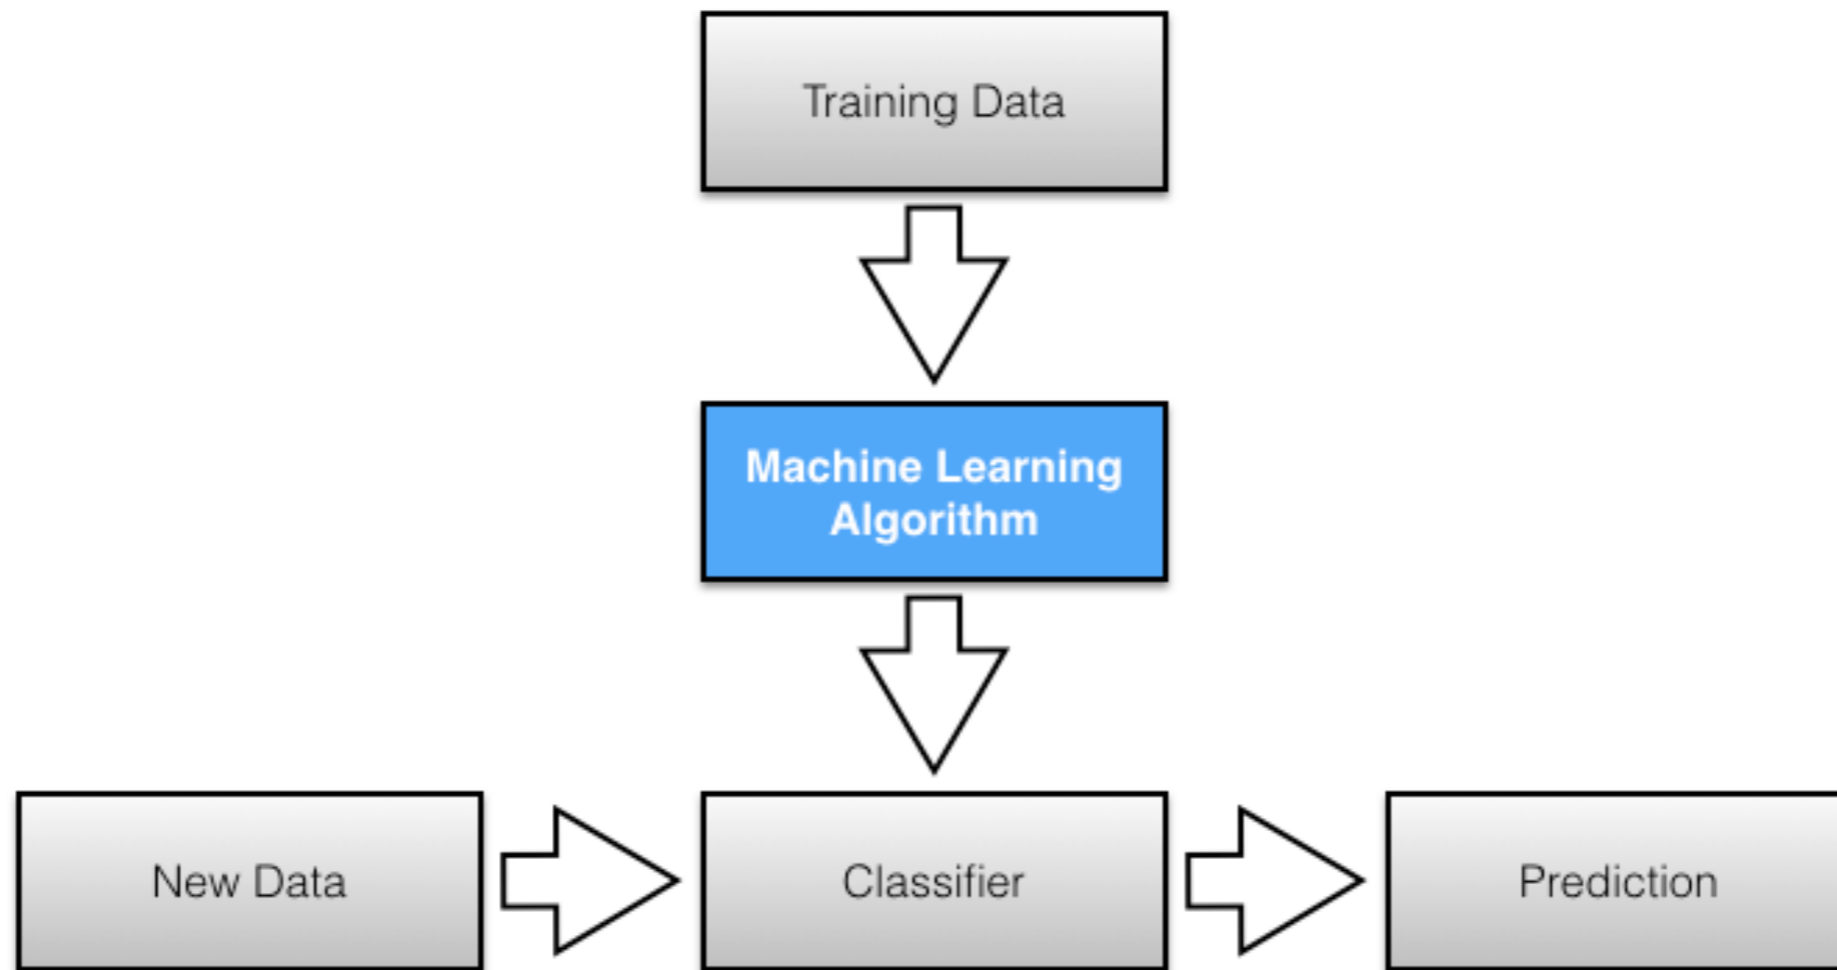 Training Data
Machine Learning
Algorithm
New Data
Classifier
Prediction